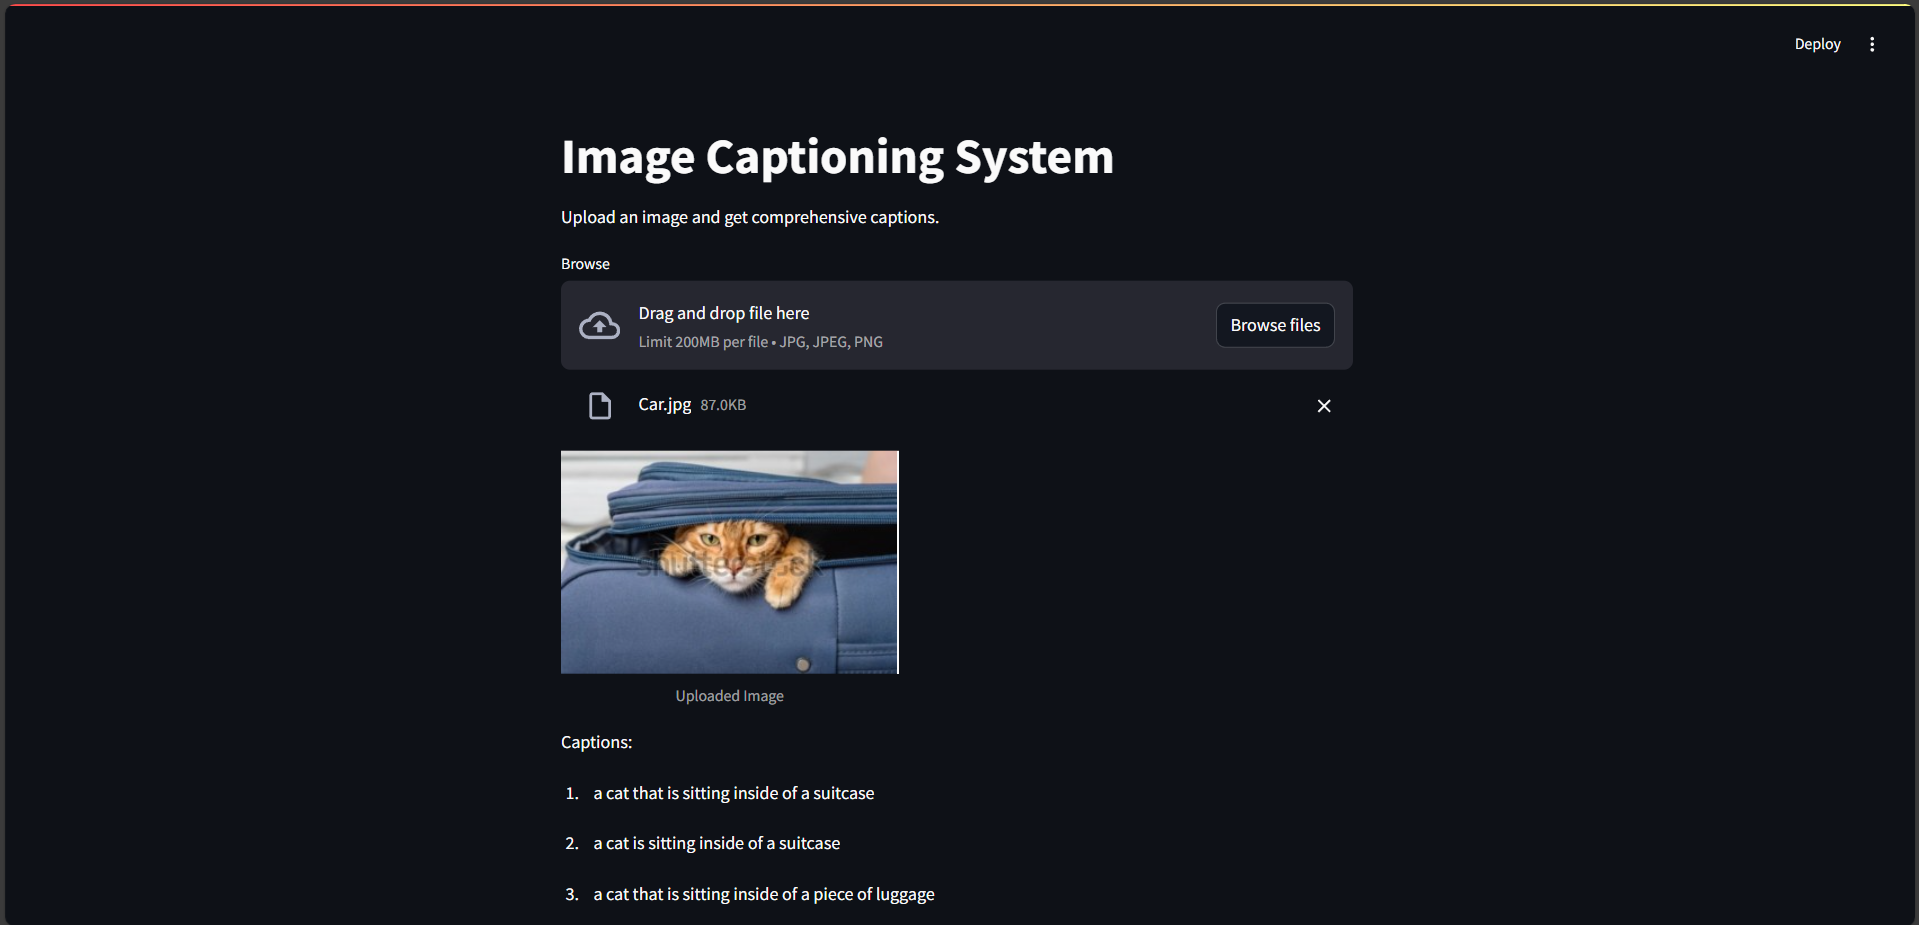 Deploy
Image Captioning System
Upload an image and get comprehensive captions.
Browse
Drag and drop file here
Limit 200MB per file • JPG, JPEG, PNG
Browse files
Car.jpg 87.0KB
shutterstock
Uploaded Image
Captions:
1. a cat that is sitting inside of a suitcase
2. a cat is sitting inside of a suitcase
3. a cat that is sitting inside of a piece of luggage